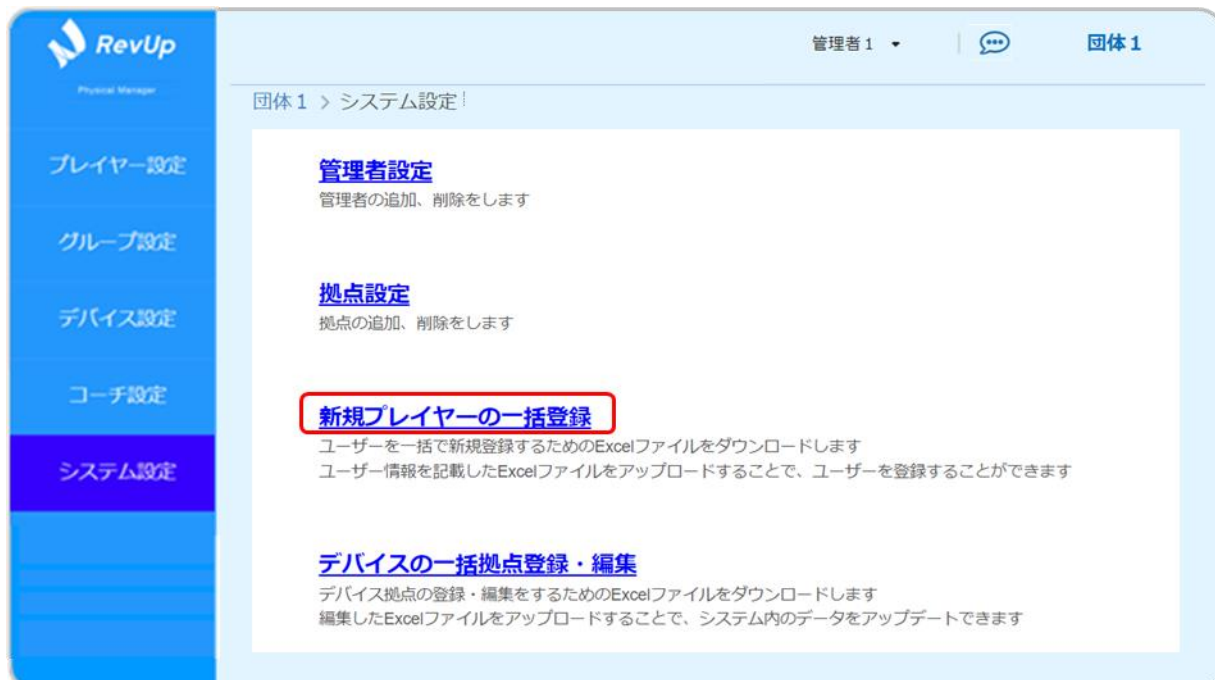 RevUp
Physical Manager
管理者1
団体1
団体1 > システム設定
プレイヤー設定
グループ設定
デバイス設定
コーチ設定
システム設定
管理者設定
管理者の追加、削除をします
拠点設定
拠点の追加、削除をします
新規プレイヤーの一括登録
ユーザーを一括で新規登録するためのExcelファイルをダウンロードします
ユーザー情報を記載したExcelファイルをアップロードすることで、ユーザーを登録することができます
デバイスの一括拠点登録・編集
デバイス拠点の登録・編集をするためのExcelファイルをダウンロードします
編集したExcelファイルをアップロードすることで、システム内のデータをアップデートできます